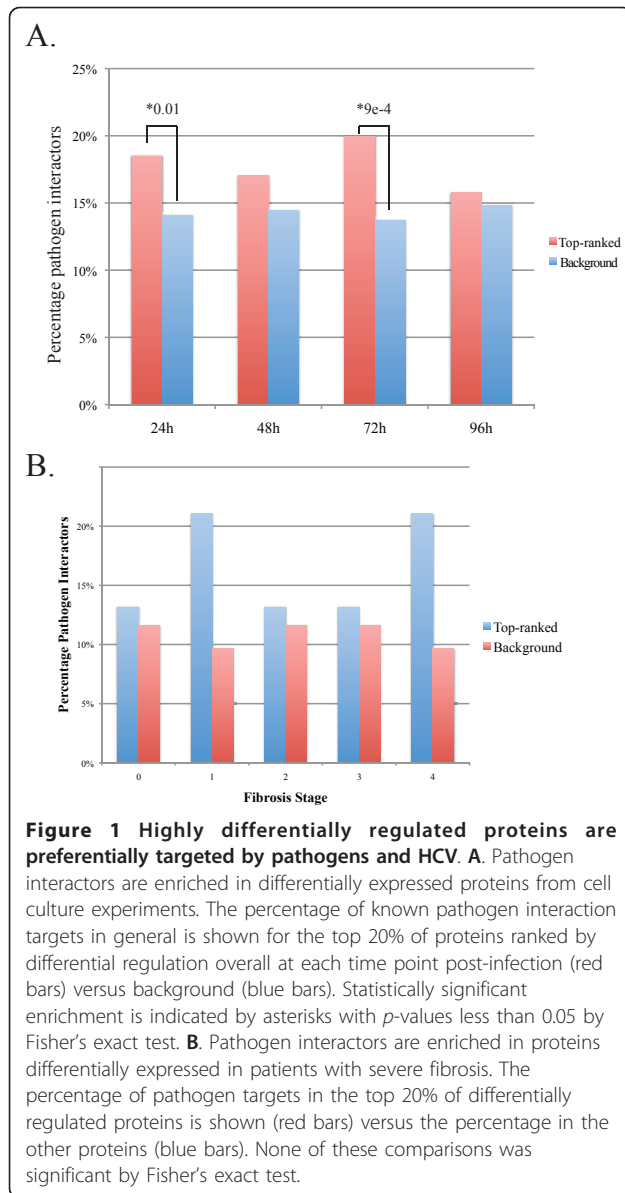 A.
25%
20%
15%
10%
5%
0%
Percentage pathogen interactors
*0.01
*9e-4
Top-ranked
Background
24h 48h 72h 96h
B.
20%
15%
10%
5%
0%
Percentage Pathogen Interactors
Top-ranked
Background
0 1 2 3 4
Fibrosis Stage
Figure 1 Highly differentially regulated proteins are
preferentially targeted by pathogens and HCV. A. Pathogen
interactors are enriched in differentially expressed proteins from cell
culture experiments. The percentage of known pathogen interaction
targets in general is shown for the top 20% of proteins ranked by
differential regulation overall at each time point post-infection (red
bars) versus background (blue bars). Statistically significant
enrichment is indicated by asterisks with p-values less than 0.05 by
Fisher's exact test. B. Pathogen interactors are enriched in proteins
differentially expressed in patients with severe fibrosis. The
percentage of pathogen targets in the top 20% of differentially
regulated proteins is shown (red bars) versus the percentage in the
other proteins (blue bars). None of these comparisons was
significant by Fisher's exact test.